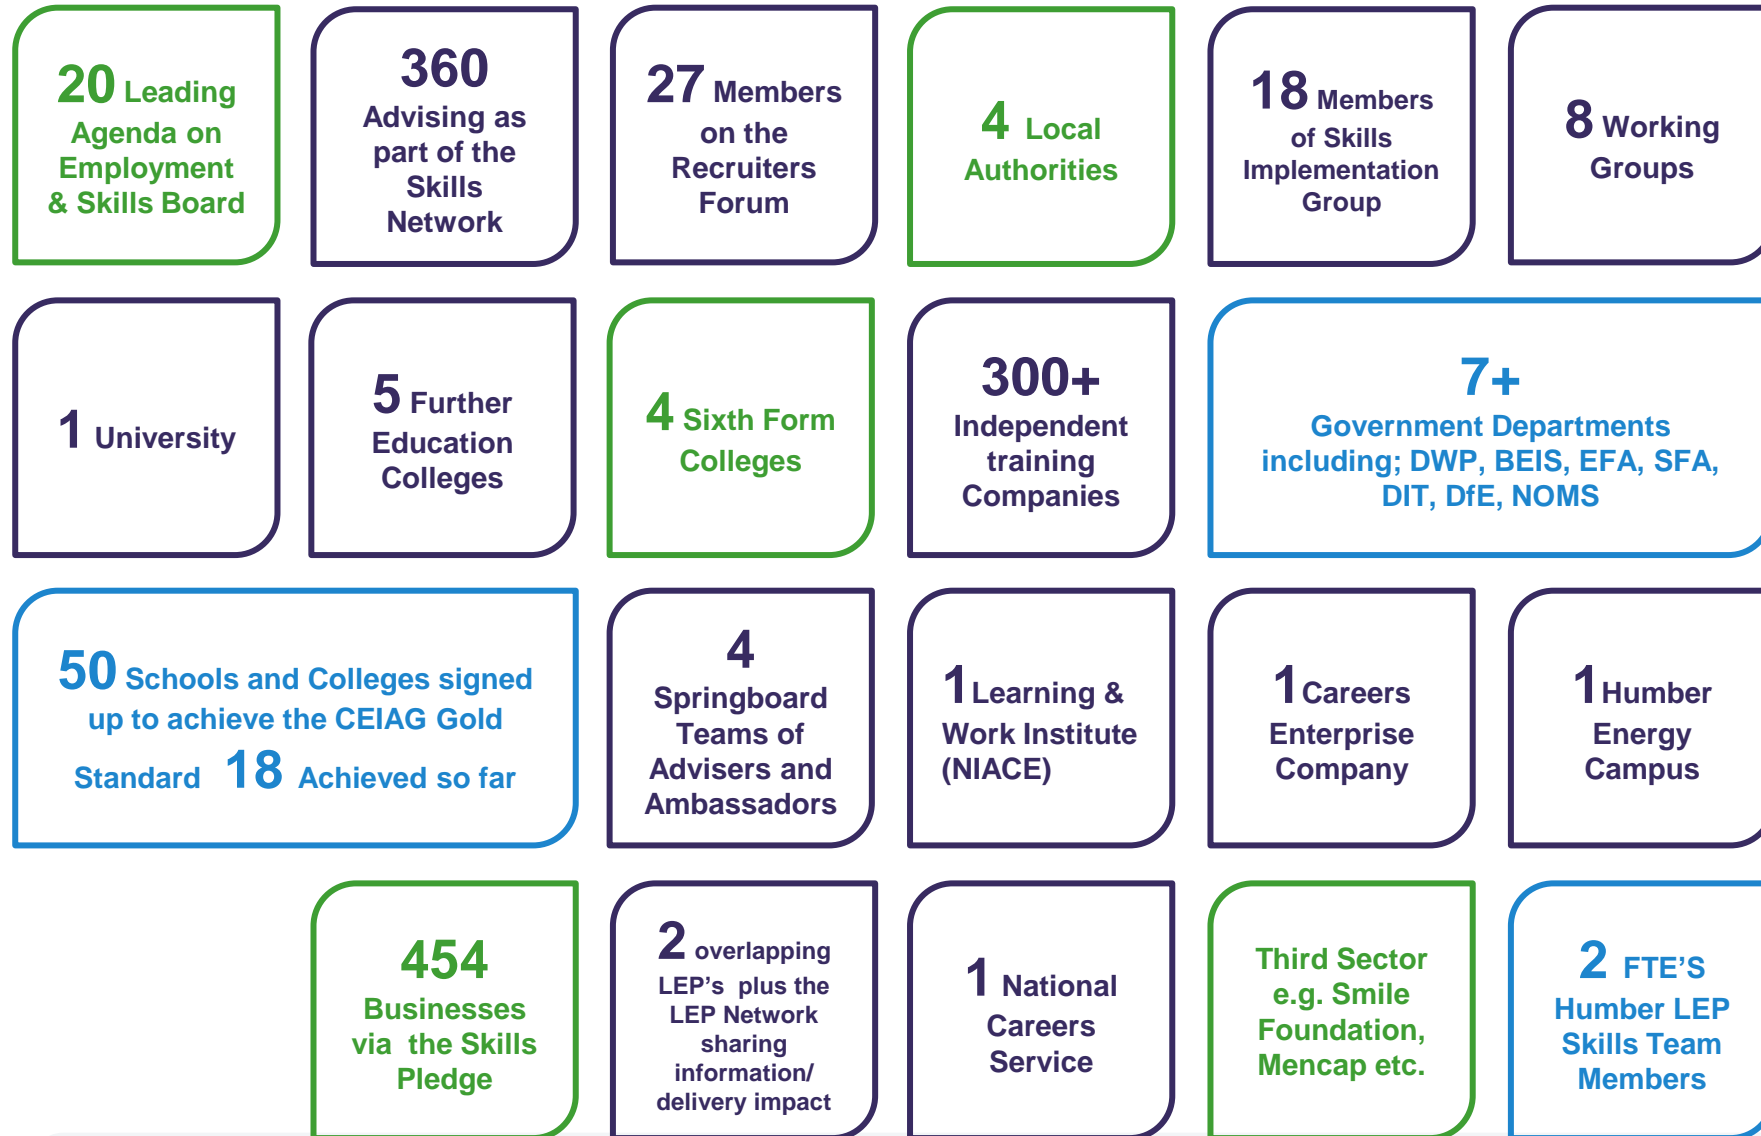 20 Leading
Agenda on
Employment
& Skills Board
360
Advising as
part of the
Skills
Network
27 Members
on the
Recruiters
Forum
4 Local
Authorities
18 Members
of Skills
Implementation
Group
8 Working
Groups
1 University
5 Further
Education
Colleges
4 Sixth Form
Colleges
300+
Independent
training
Companies
7+
Government Departments
including; DWP, BEIS, EFA, SFA,
DIT, DfE, NOMS
50 Schools and Colleges signed
up to achieve the CEIAG Gold
Standard 18 Achieved so far
4
Springboard
Teams of
Advisers and
Ambassadors
1 Learning &
Work Institute
(NIACE)
1 Careers
Enterprise
Company
1 Humber
Energy
Campus
454
Businesses
via the Skills
Pledge
2 overlapping
LEP's plus the
LEP Network
sharing
information/
delivery impact
1 National
Careers
Service
Third Sector
e.g. Smile
Foundation,
Mencap etc.
2 FTE'S
Humber LEP
Skills Team
Members